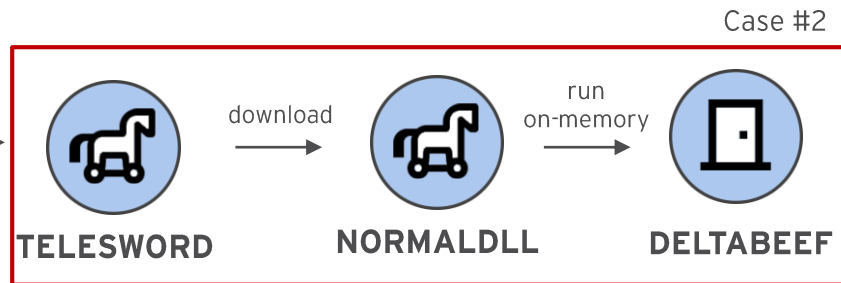 Case #2
download
run
on-memory
TELESWORD
NORMALDLL
DELTABEEF